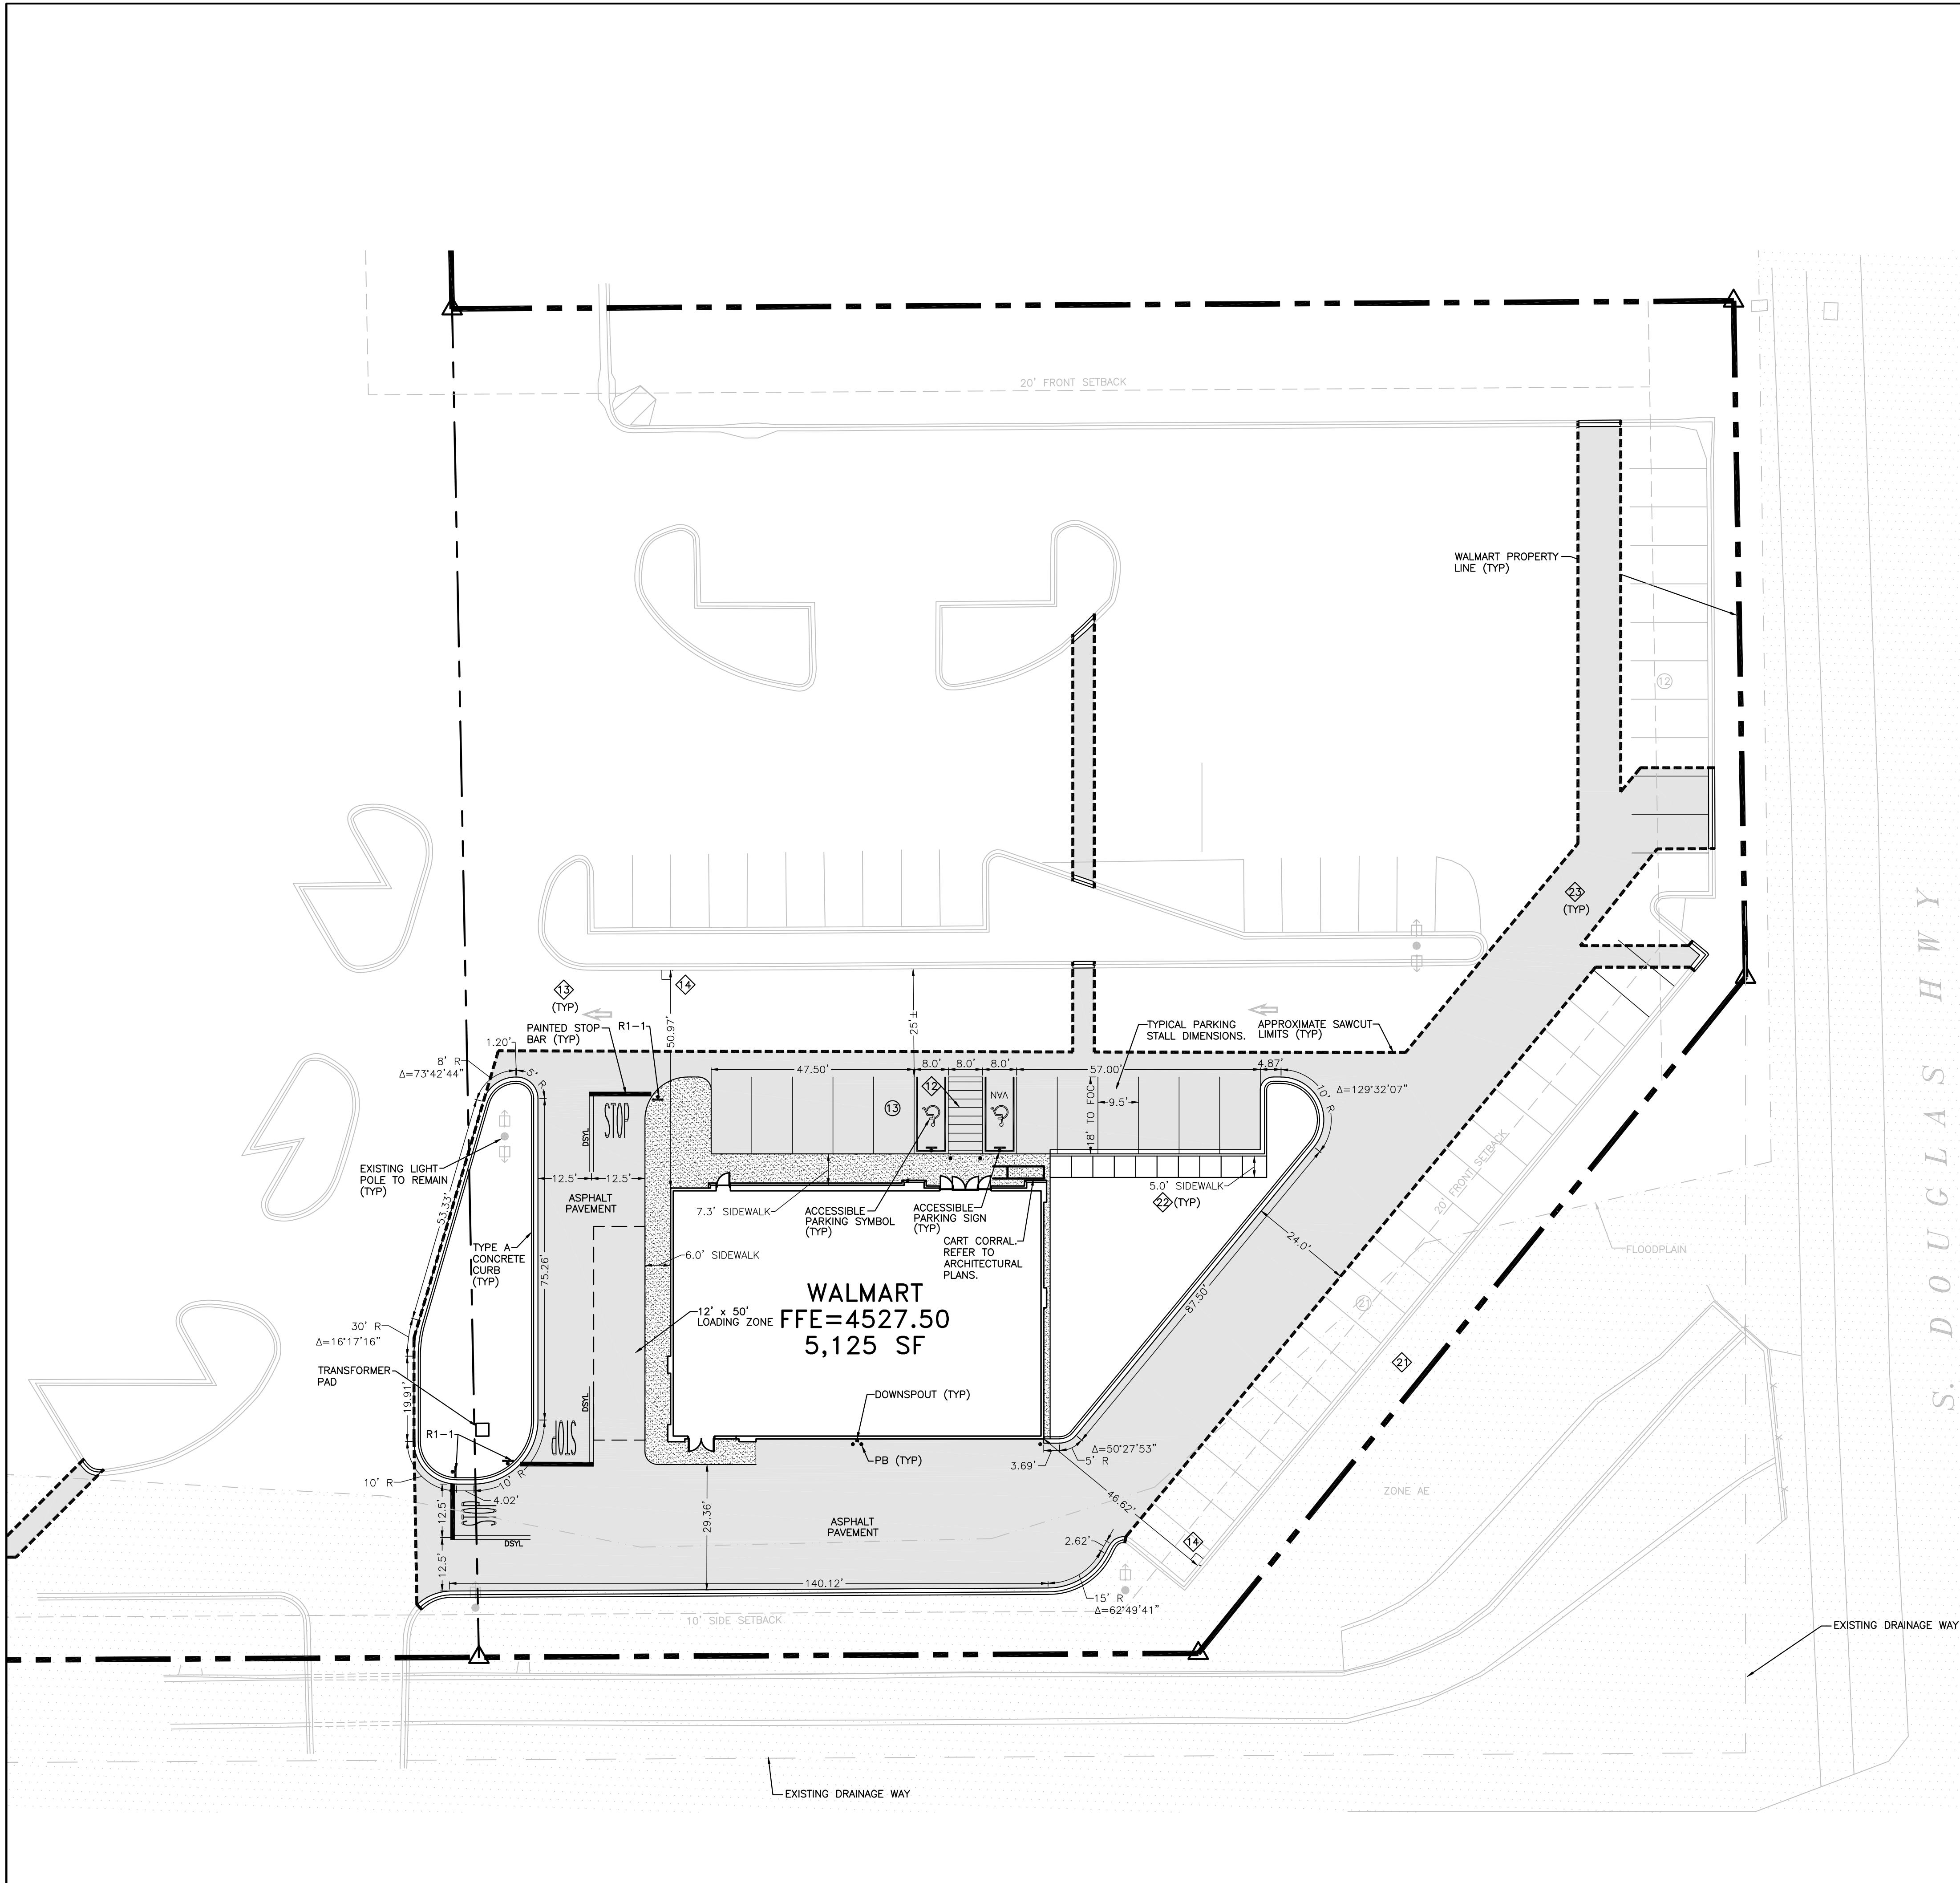 20' FRONT SETBACK
WALMART PROPERTY
LINE (TYP)
12
23
(TYP)
13
(TYP)
14
PAINTED STOP
BAR (TYP)
R1-1
50.97'
25'±
TYPICAL PARKING
STALL DIMENSIONS.
APPROXIMATE SAWCUT
LIMITS (TYP)
1.20'
8' R
Δ=73°42'44"
5' R
47.50'
8.0'
8.0'
8.0'
57.00'
4.87'
10' R
Δ=129°32'07"
12
13
VAN
18' TO FOC
9.5'
STOP
DSYL
EXISTING LIGHT
POLE TO REMAIN
(TYP)
12.5'
12.5'
ASPHALT
PAVEMENT
7.3' SIDEWALK
ACCESSIBLE
PARKING SYMBOL
(TYP)
ACCESSIBLE
PARKING SIGN
(TYP)
5.0' SIDEWALK
22
(TYP)
20' FRONT SETBACK
53.33'
TYPE A
CONCRETE
CURB
(TYP)
75.26'
6.0' SIDEWALK
CART CORRAL.
REFER TO
ARCHITECTURAL
PLANS.
24.0'
FLOODPLAIN
12' x 50'
LOADING ZONE
WALMART
FFE=4527.50
5,125 SF
87.50'
21
30' R
Δ=16°17'16"
TRANSFORMER
PAD
19.91'
21
DSYL
DOWNSPOUT (TYP)
R1-1
STOP
PB (TYP)
Δ=50°27'53"
5' R
3.69'
10' R
10' R
4.02'
46.62'
ZONE AE
12.5'
STOP
29.36'
ASPHALT
PAVEMENT
DSYL
2.62'
14
12.5'
140.12'
15' R
Δ=62°49'41"
10' SIDE SETBACK
EXISTING DRAINAGE WAY
EXISTING DRAINAGE WAY
S. DOUGLAS HWY